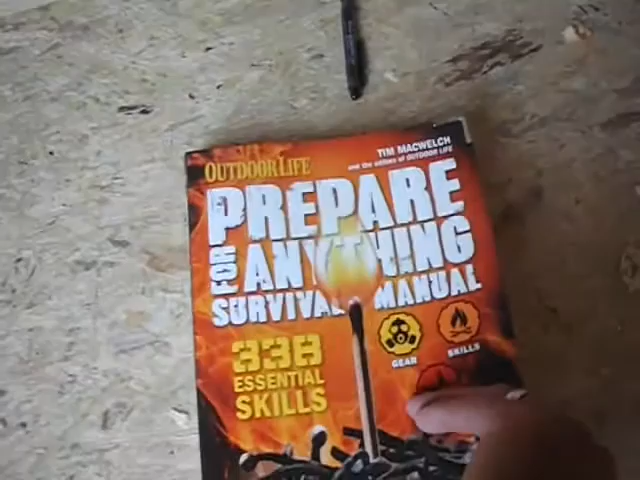 OUTDOOR LIFE
TIM MACWELCH
and the editors of OUTDOOR LIFE
PREPARE
FOR
ANYTHING
SURVIVAL MANUAL
338
ESSENTIAL
SKILLS
GEAR
SKILLS